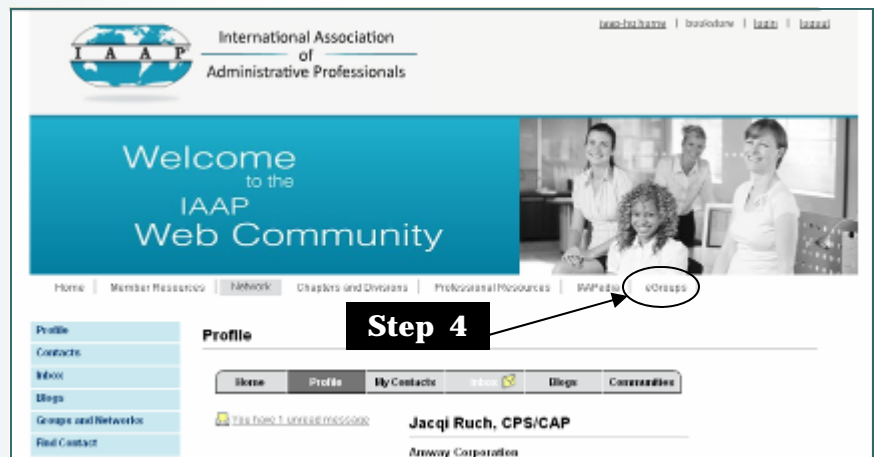 iaap-hq home | bookstore | login | logout
I A A P
International Association
of
Administrative Professionals
Welcome
to the
IAAP
Web Community
Home | Member Resources | Network | Chapters and Divisions | Professional Resources | IAAPedia | eGroups
Step 4
Profile
Contacts
Inbox
Blogs
Groups and Networks
Find Contact
Profile
Home Profile My Contacts Inbox Blogs Communities
You have 1 unread message
Jacqi Ruch, CPS/CAP
Amway Corporation